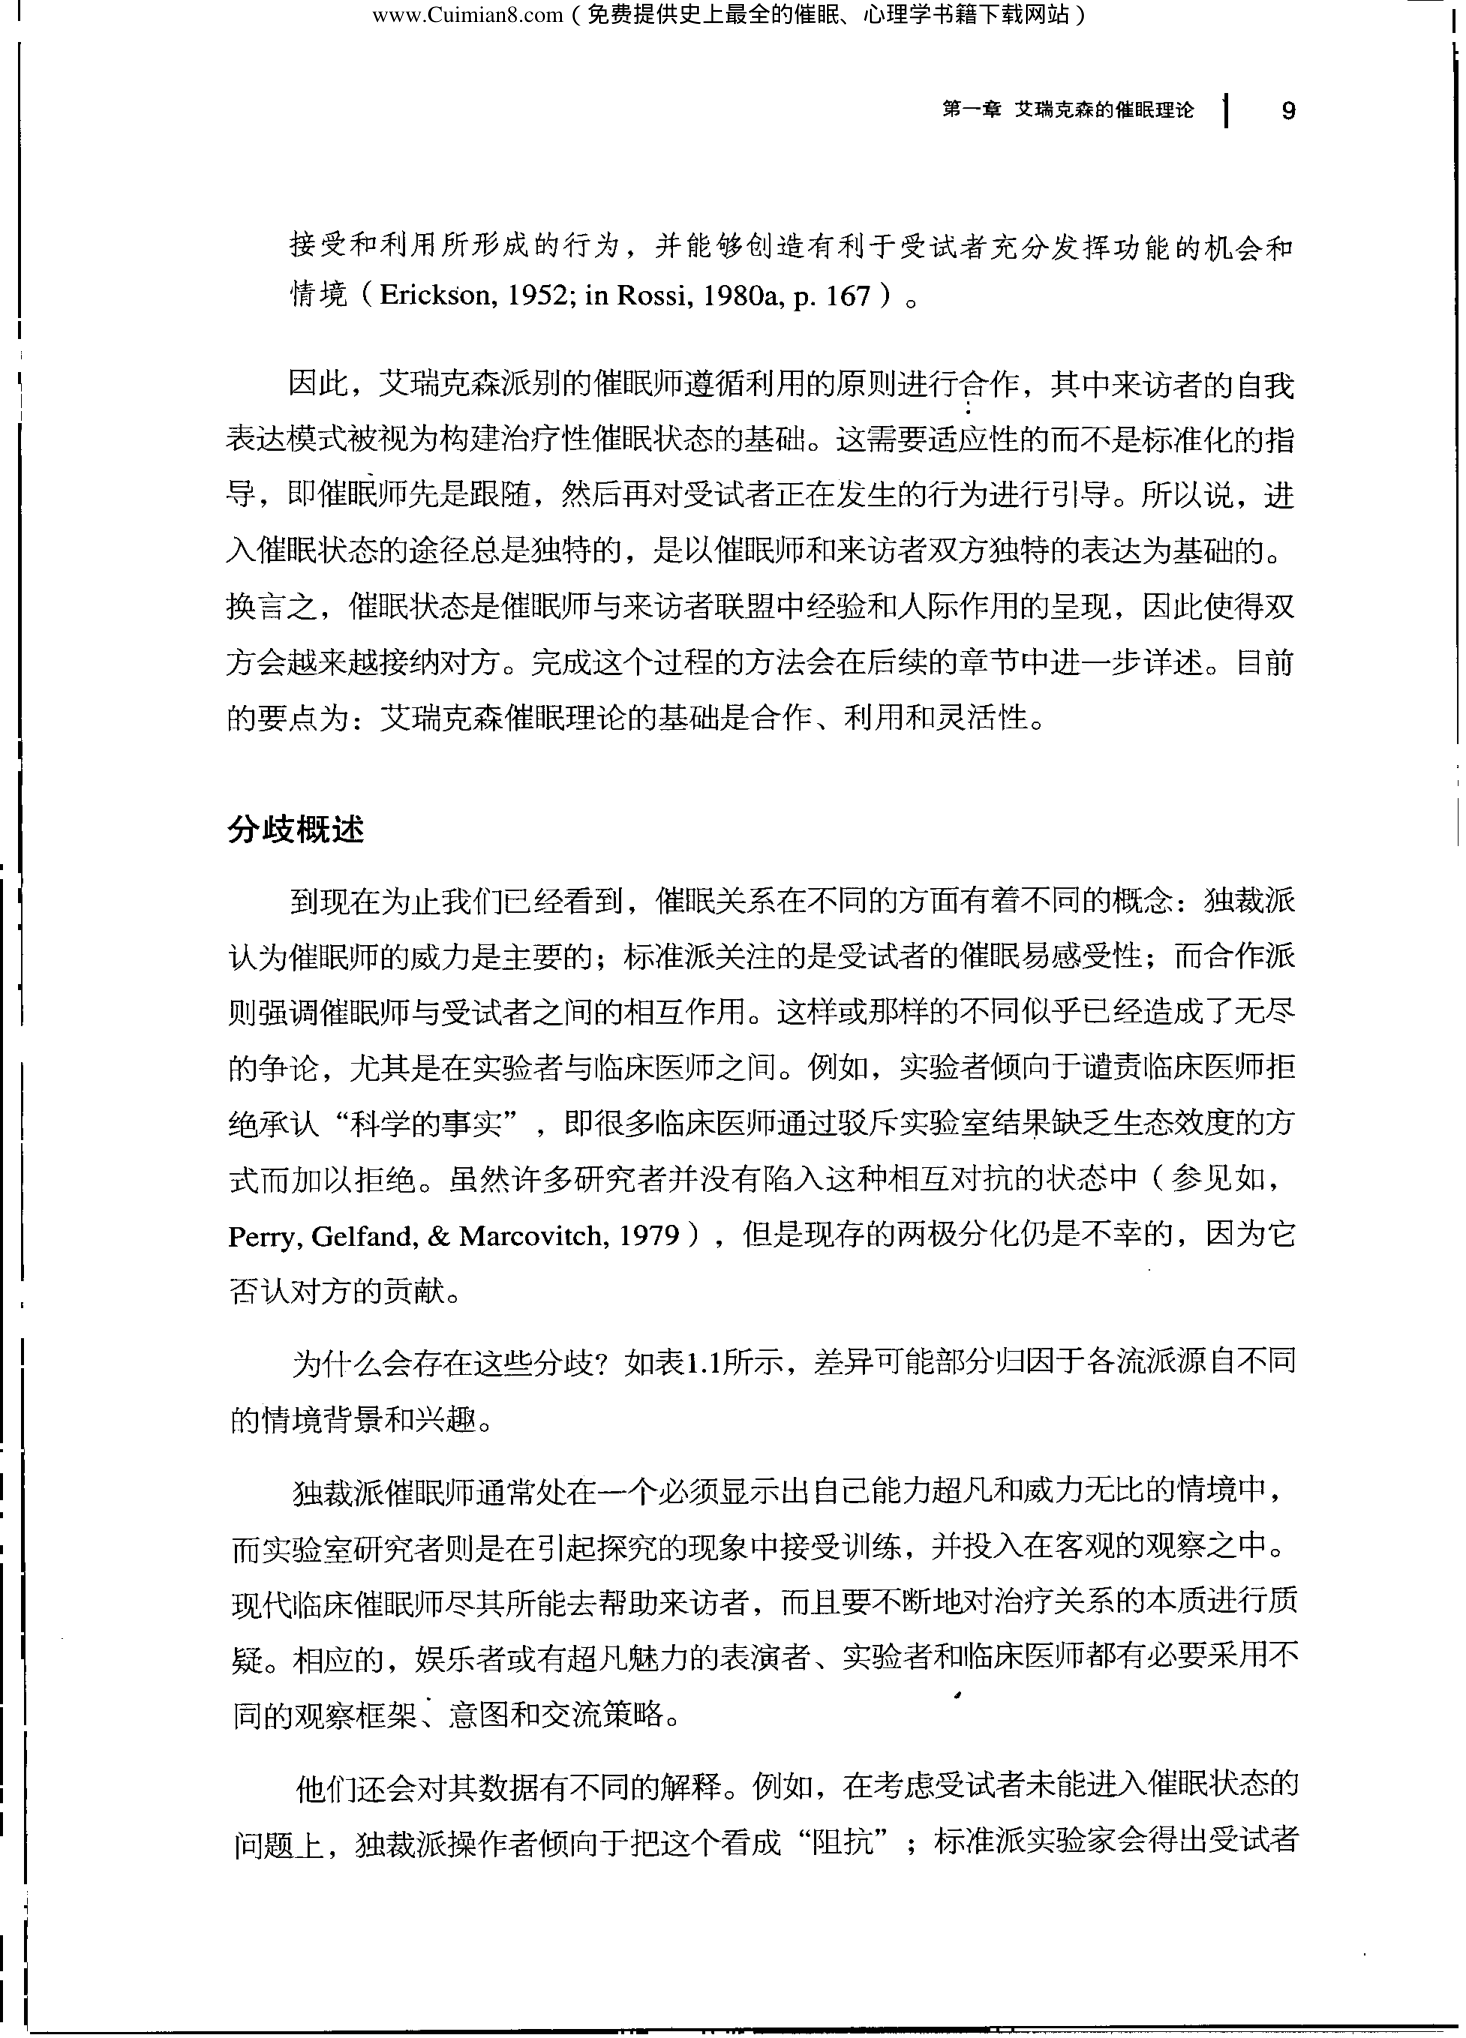 www.Cuimian8.com（免费提供史上最全的催眠、心理学书籍下载网站）
第一章 艾瑞克森的催眠理论 9
接受和利用所形成的行为，并能够创造有利于受试者充分发挥功能的机会和
情境（Erickson, 1952; in Rossi, 1980a, p. 167）。
因此，艾瑞克森派别的催眠师遵循利用的原则进行合作，其中来访者的自我
表达模式被视为构建治疗性催眠状态的基础。这需要适应性的而不是标准化的指
导，即催眠师先是跟随，然后再对受试者正在发生的行为进行引导。所以说，进
入催眠状态的途径总是独特的，是以催眠师和来访者双方独特的表达为基础的。
换言之，催眠状态是催眠师与来访者联盟中经验和人际作用的呈现，因此使得双
方会越来越接纳对方。完成这个过程的方法会在后续的章节中进一步详述。目前
的要点为：艾瑞克森催眠理论的基础是合作、利用和灵活性。
分歧概述
到现在为止我们已经看到，催眠关系在不同的方面有着不同的概念：独裁派
认为催眠师的威力是主要的；标准派关注的是受试者的催眠易感受性；而合作派
则强调催眠师与受试者之间的相互作用。这样或那样的不同似乎已经造成了无尽
的争论，尤其是在实验者与临床医师之间。例如，实验者倾向于谴责临床医师拒
绝承认“科学的事实”，即很多临床医师通过驳斥实验室结果缺乏生态效度的方
式而加以拒绝。虽然许多研究者并没有陷入这种相互对抗的状态中（参见如，
Perry, Gelfand, & Marcovitch, 1979），但是现存的两极分化仍是不幸的，因为它
否认对方的贡献。
为什么会存在这些分歧？如表1.1所示，差异可能部分归因于各流派源自不同
的情境背景和兴趣。
独裁派催眠师通常处在一个必须显示出自己能力超凡和威力无比的情境中，
而实验室研究者则是在引起探究的现象中接受训练，并投入在客观的观察之中。
现代临床催眠师尽其所能去帮助来访者，而且要不断地对治疗关系的本质进行质
疑。相应的，娱乐者或有超凡魅力的表演者、实验者和临床医师都有必要采用不
同的观察框架、意图和交流策略。
他们还会对其数据有不同的解释。例如，在考虑受试者未能进入催眠状态的
问题上，独裁派操作者倾向于把这个看成“阻抗”；标准派实验家会得出受试者